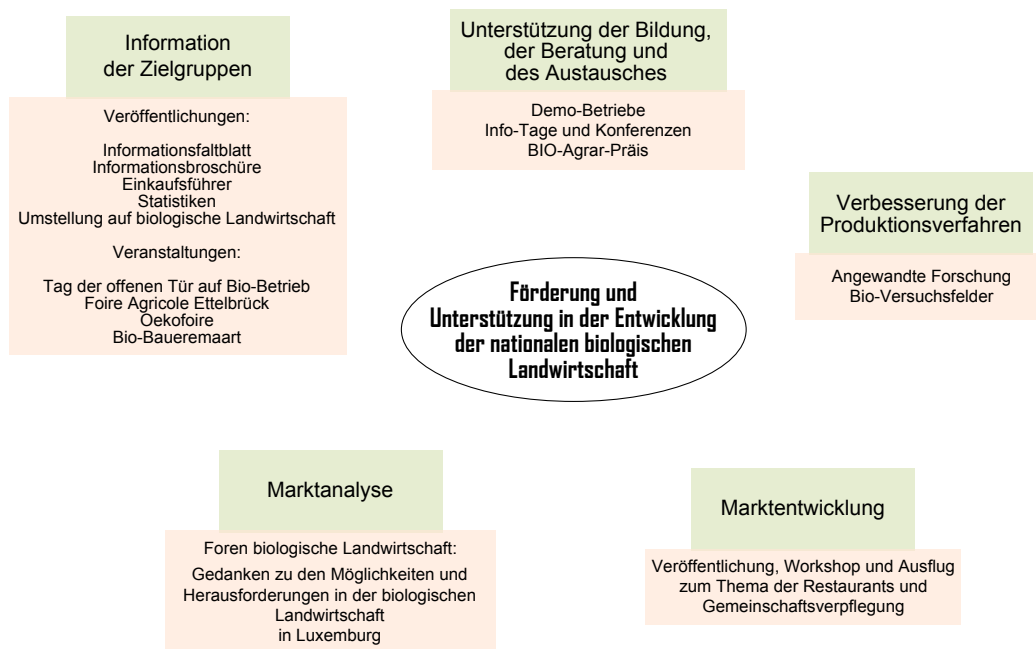 Information
der Zielgruppen
Veröffentlichungen:
Informationsfaltblatt
Informationsbroschüre
Einkaufsführer
Statistiken
Umstellung auf biologische Landwirtschaft
Veranstaltungen:
Tag der offenen Tür auf Bio-Betrieb
Foire Agricole Ettelbrück
Oekofoire
Bio-Baueremaart
Unterstützung der Bildung,
der Beratung und
des Austausches
Demo-Betriebe
Info-Tage und Konferenzen
BIO-Agrar-Präis
Verbesserung der
Produktionsverfahren
Angewandte Forschung
Bio-Versuchsfelder
Förderung und
Unterstützung in der Entwicklung
der nationalen biologischen
Landwirtschaft
Marktanalyse
Foren biologische Landwirtschaft:
Gedanken zu den Möglichkeiten und
Herausforderungen in der biologischen
Landwirtschaft
in Luxemburg
Marktentwicklung
Veröffentlichung, Workshop und Ausflug
zum Thema der Restaurants und
Gemeinschaftsverpflegung